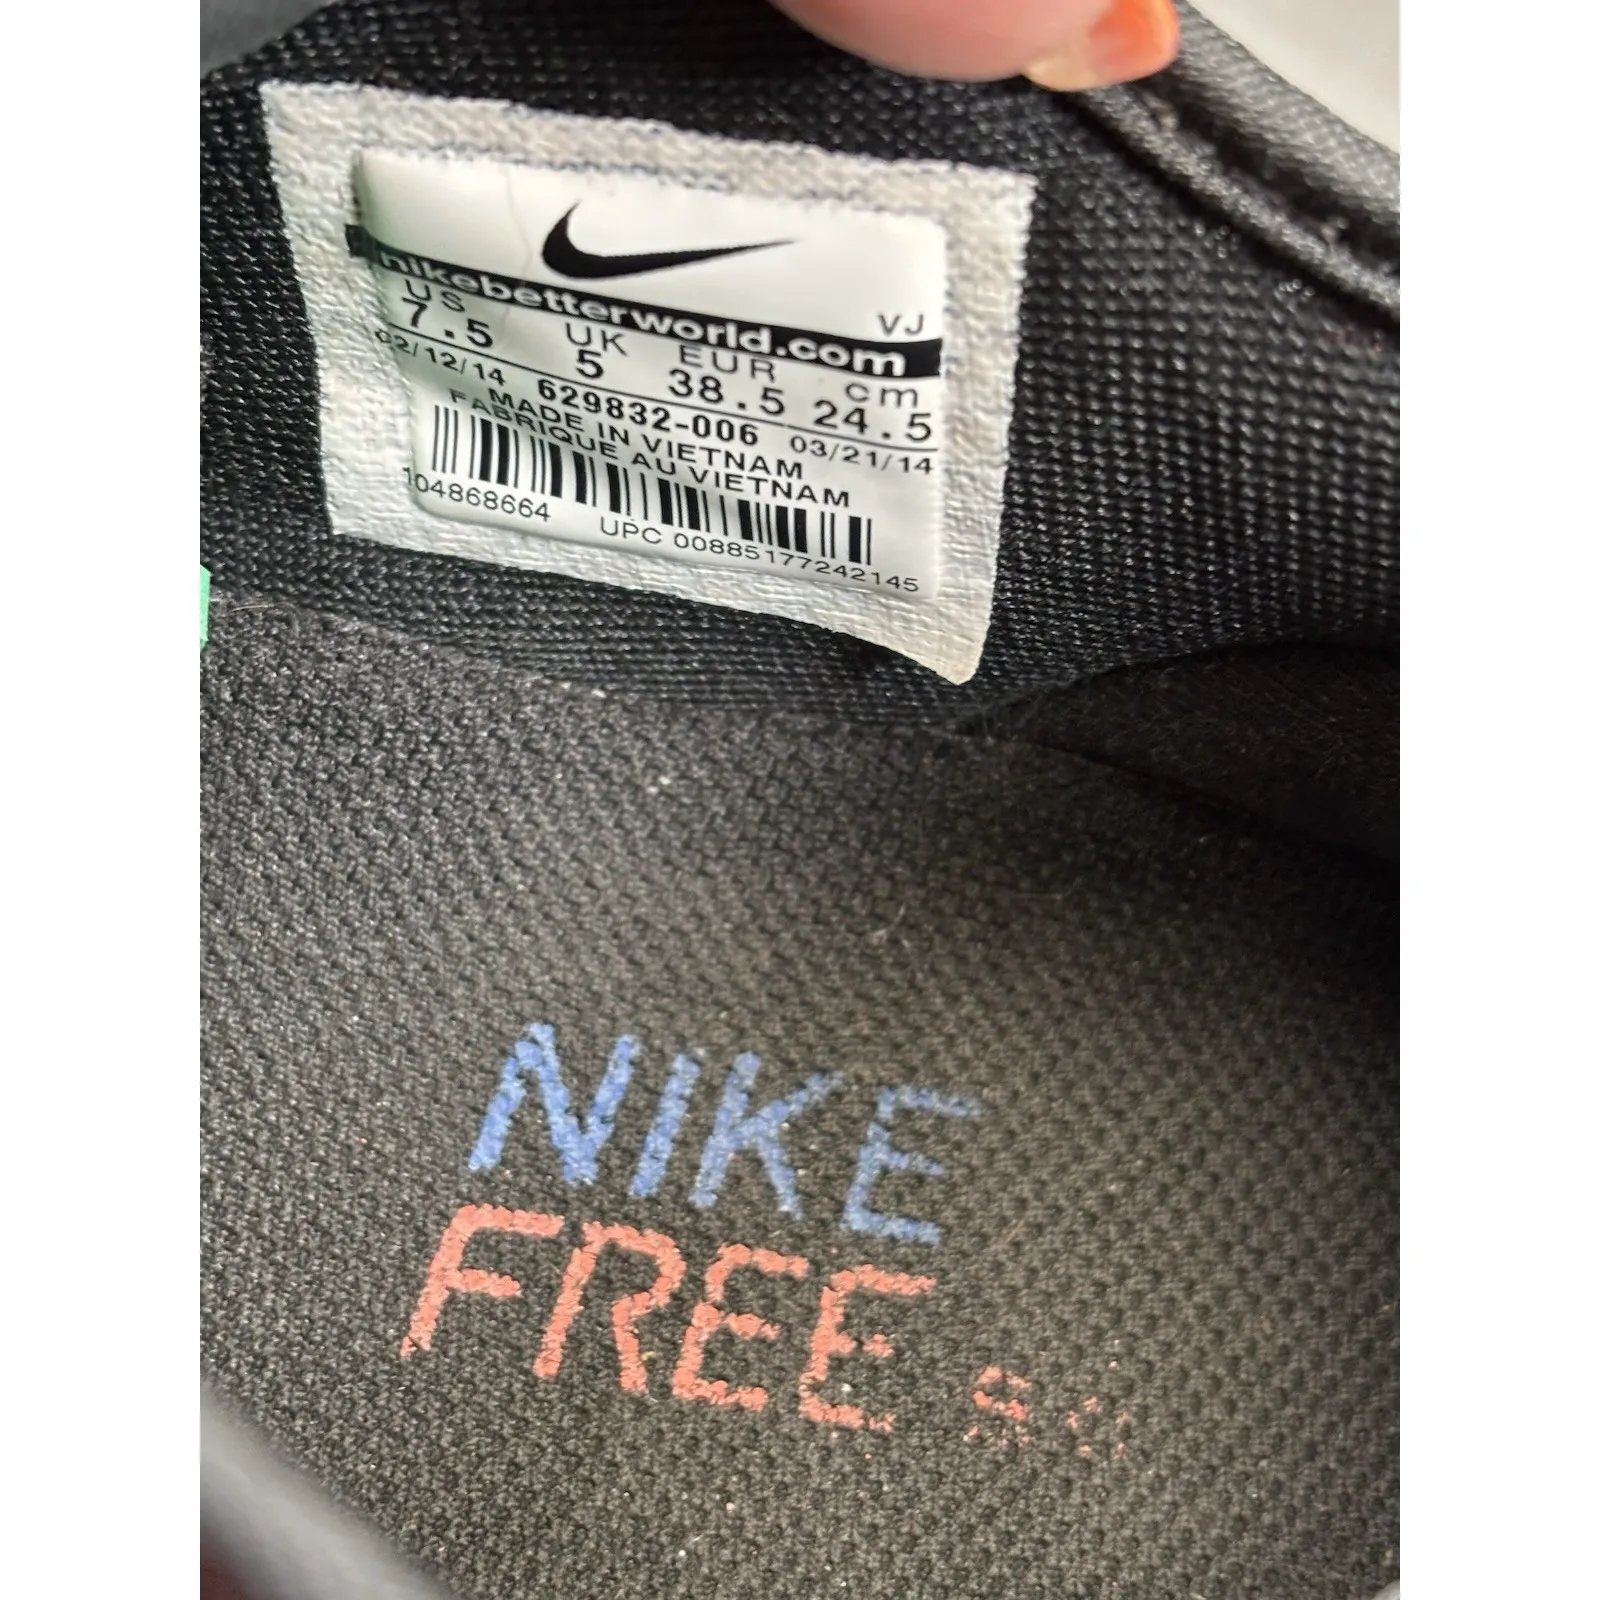 nikebetterworld.com
VJ
US UK EUR cm
7.5 5 38.5 24.5
02/12/14 629832-006 03/21/14
MADE IN VIETNAM
FABRIQUE AU VIETNAM
104868664 UPC 00885177242145
NIKE
FREE